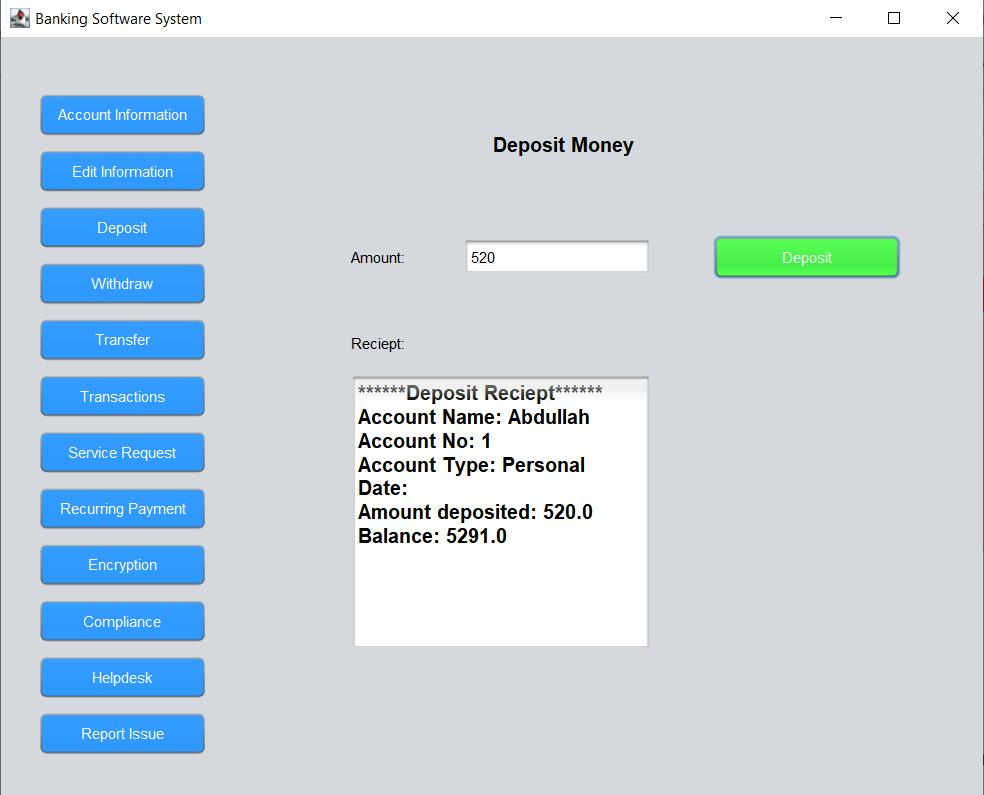 Banking Software System
Account Information
Edit Information
Deposit
Withdraw
Transfer
Transactions
Service Request
Recurring Payment
Encryption
Compliance
Helpdesk
Report Issue
Deposit Money
Amount: 520 Deposit
Reciept:
******Deposit Reciept******
Account Name: Abdullah
Account No: 1
Account Type: Personal
Date:
Amount deposited: 520.0
Balance: 5291.0